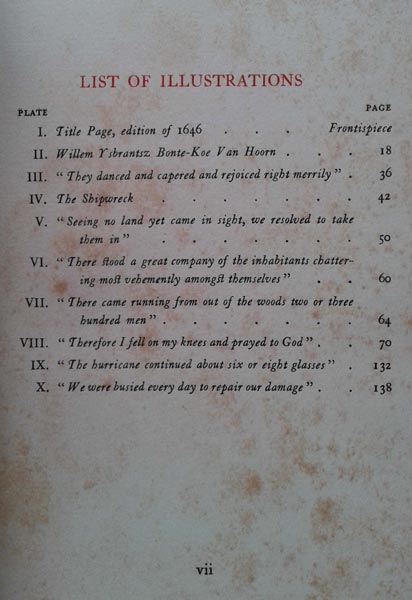 LIST OF ILLUSTRATIONS
PLATE PAGE
I. Title Page, edition of 1646 . . . Frontispiece
II. Willem Ysbrantsz Bonte-Koe Van Hoorn . . . 18
III. “ They danced and capered and rejoiced right merrily ” . 36
IV. The Shipwreck . . . . . . . 42
V. “ Seeing no land yet came in sight, we resolved to take
them in ” . . . . . . . 50
VI. “ There stood a great company of the inhabitants chatter-
ing most vehemently amongst themselves ” . . 60
VII. “ There came running from out of the woods two or three
hundred men ” . . . . . . 64
VIII. “ Therefore I fell on my knees and prayed to God ” . . 70
IX. “ The hurricane continued about six or eight glasses ” . 132
X. “ We were busied every day to repair our damage ” . . 138
vii